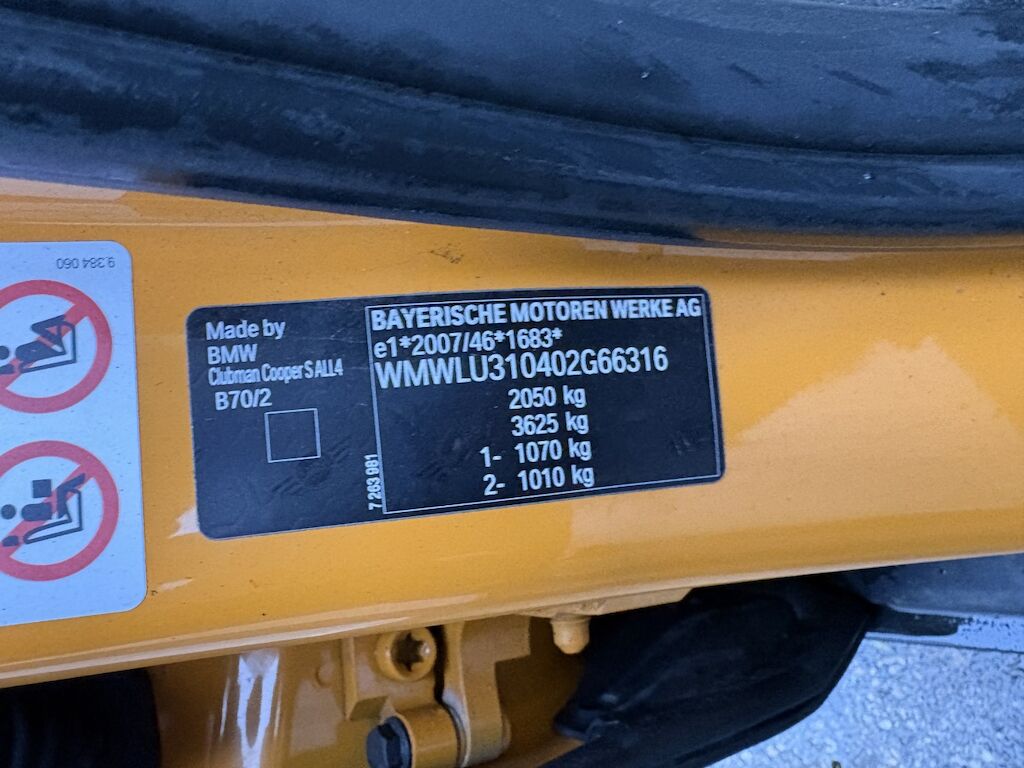 9.384 060
Made by
BMW
Clubman Cooper S ALL4
B70/2
BAYERISCHE MOTOREN WERKE AG
e1*2007/46*1683*
WMWLU310402G66316
2050 kg
3625 kg
1- 1070 kg
2- 1010 kg
7 263 981